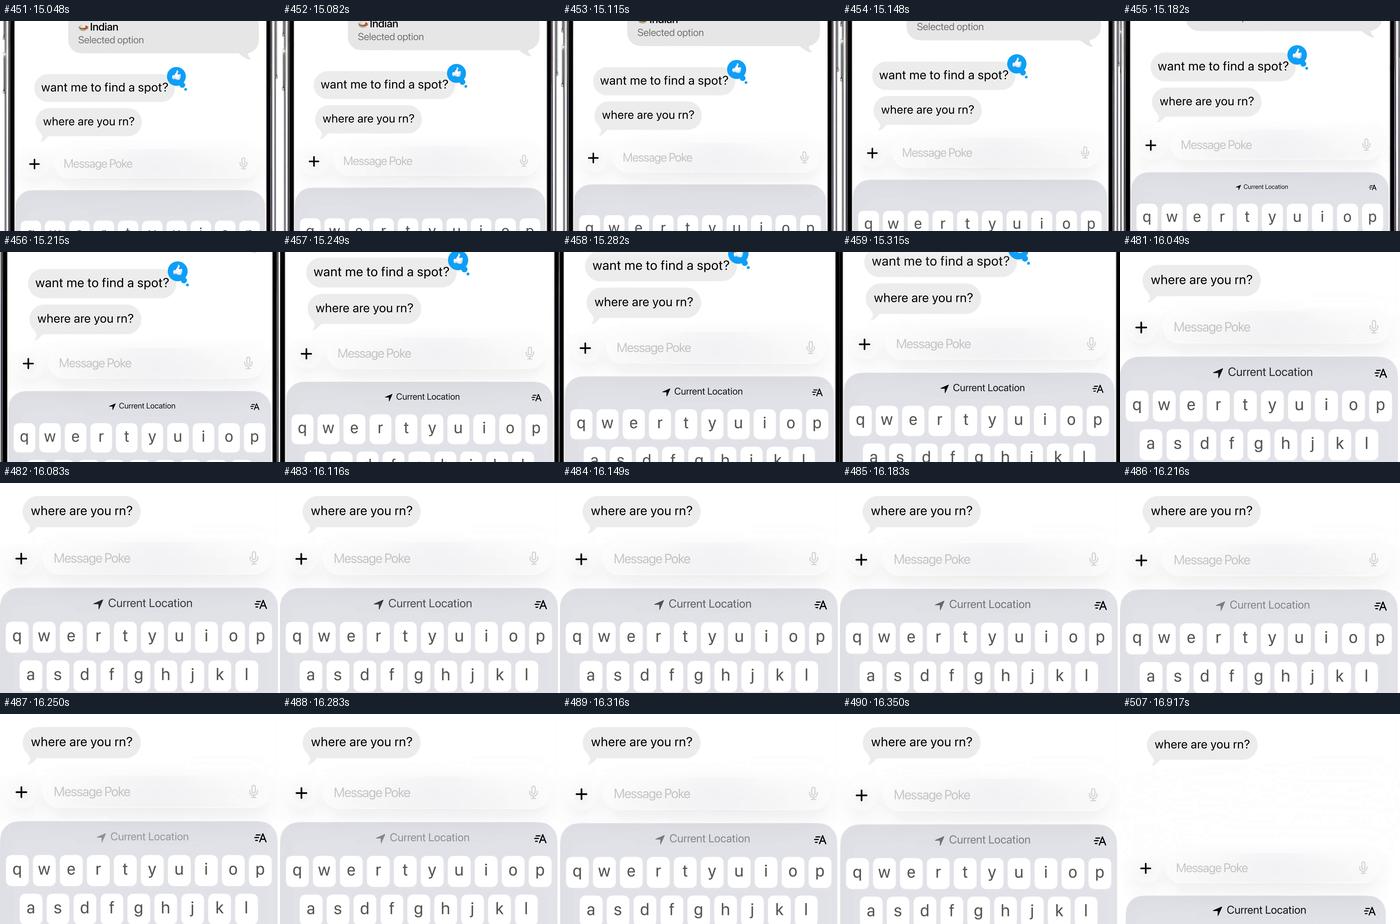 #451 · 15.048s
Indian
Selected option
want me to find a spot?
where are you rn?
Message Poke
q w e r t y u i o p
#452 · 15.082s
Indian
Selected option
want me to find a spot?
where are you rn?
Message Poke
q w e r t y u i o p
#453 · 15.115s
Indian
Selected option
want me to find a spot?
where are you rn?
Message Poke
q w e r t y u i o p
#454 · 15.148s
Selected option
want me to find a spot?
where are you rn?
Message Poke
q w e r t y u i o p
#455 · 15.182s
want me to find a spot?
where are you rn?
Message Poke
Current Location
q w e r t y u i o p
#456 · 15.215s
want me to find a spot?
where are you rn?
Message Poke
Current Location
q w e r t y u i o p
#457 · 15.249s
want me to find a spot?
where are you rn?
Message Poke
Current Location
q w e r t y u i o p
a s d f g h j k l
#458 · 15.282s
want me to find a spot?
where are you rn?
Message Poke
Current Location
q w e r t y u i o p
a s d f g h j k l
#459 · 15.315s
want me to find a spot?
where are you rn?
Message Poke
Current Location
q w e r t y u i o p
a s d f g h j k l
#481 · 16.049s
where are you rn?
Message Poke
Current Location
q w e r t y u i o p
a s d f g h j k l
#482 · 16.083s
where are you rn?
Message Poke
Current Location
q w e r t y u i o p
a s d f g h j k l
#483 · 16.116s
where are you rn?
Message Poke
Current Location
q w e r t y u i o p
a s d f g h j k l
#484 · 16.149s
where are you rn?
Message Poke
Current Location
q w e r t y u i o p
a s d f g h j k l
#485 · 16.183s
where are you rn?
Message Poke
Current Location
q w e r t y u i o p
a s d f g h j k l
#486 · 16.216s
where are you rn?
Message Poke
Current Location
q w e r t y u i o p
a s d f g h j k l
#487 · 16.250s
where are you rn?
Message Poke
Current Location
q w e r t y u i o p
a s d f g h j k l
#488 · 16.283s
where are you rn?
Message Poke
Current Location
q w e r t y u i o p
a s d f g h j k l
#489 · 16.316s
where are you rn?
Message Poke
Current Location
q w e r t y u i o p
a s d f g h j k l
#490 · 16.350s
where are you rn?
Message Poke
Current Location
q w e r t y u i o p
a s d f g h j k l
#507 · 16.917s
where are you rn?
Message Poke
Current Location